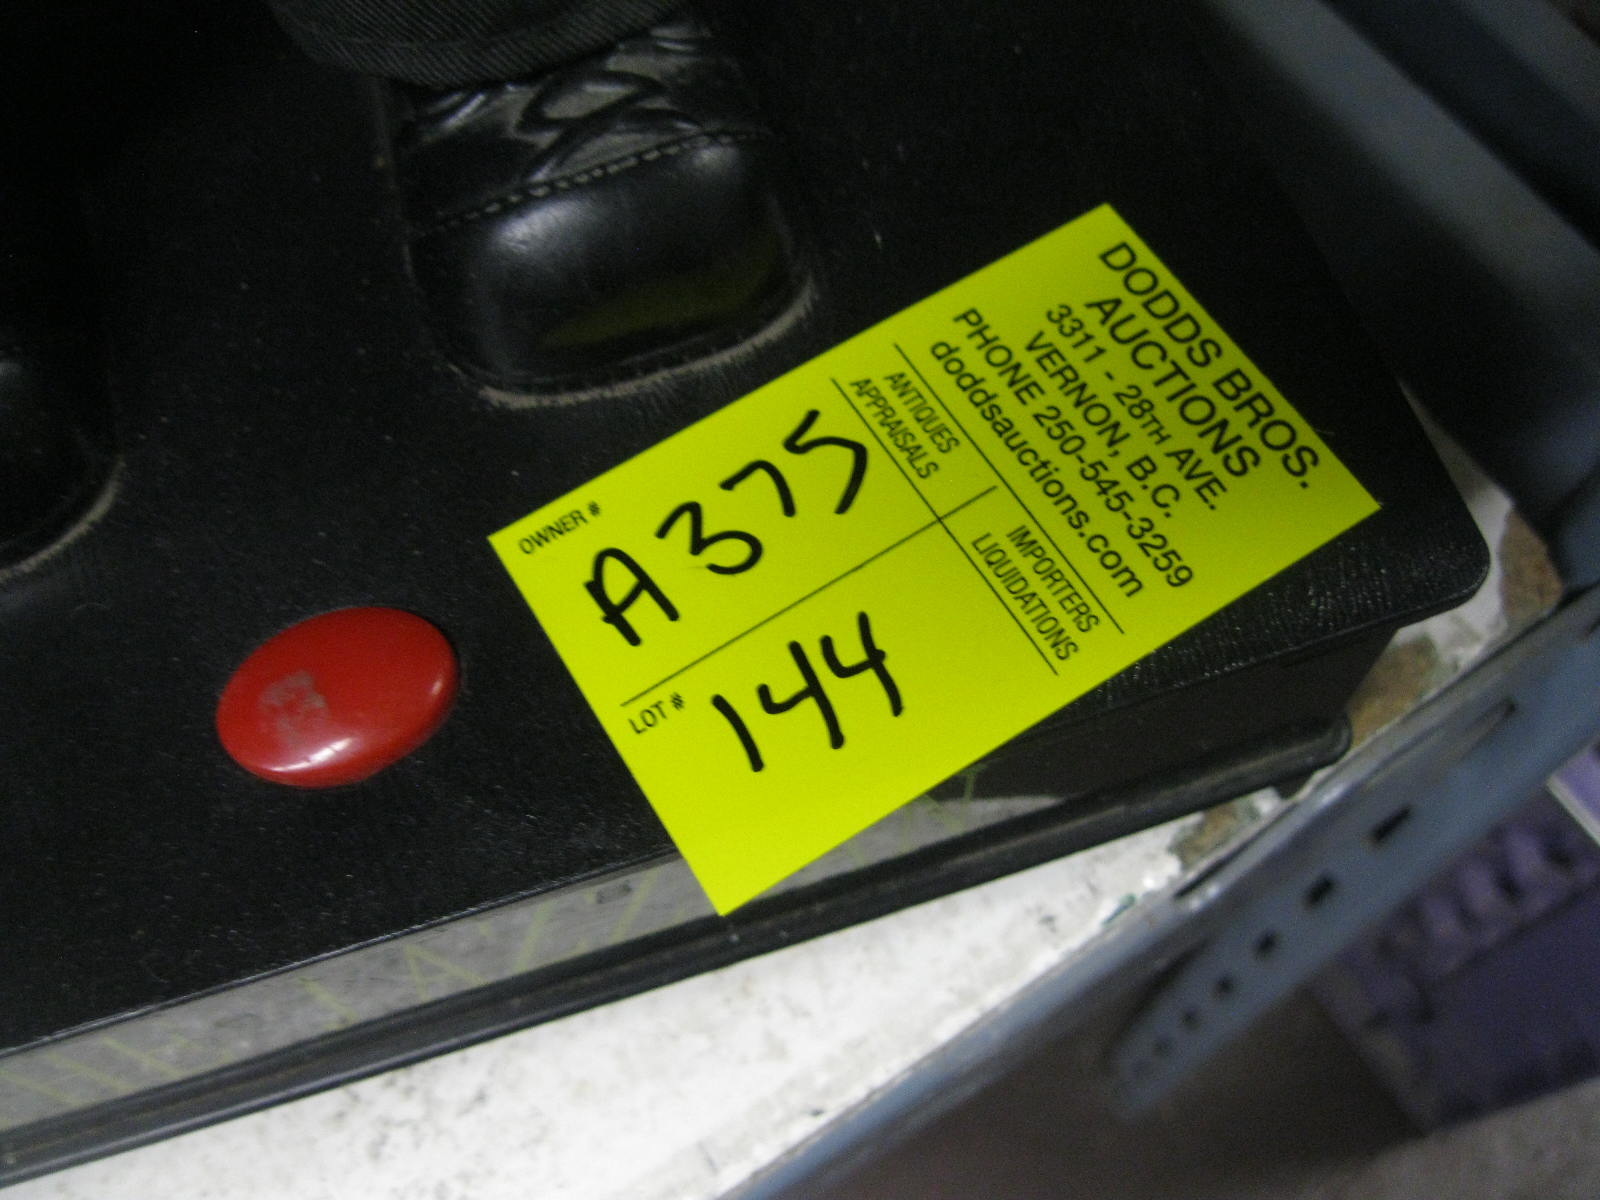 DODDS BROS.
AUCTIONS
3311 - 28TH AVE.
VERNON, B.C.
PHONE 250-545-3259
doddsauctions.com
ANTIQUES
APPRAISALS
IMPORTERS
LIQUIDATIONS
OWNER #
A375
LOT #
144